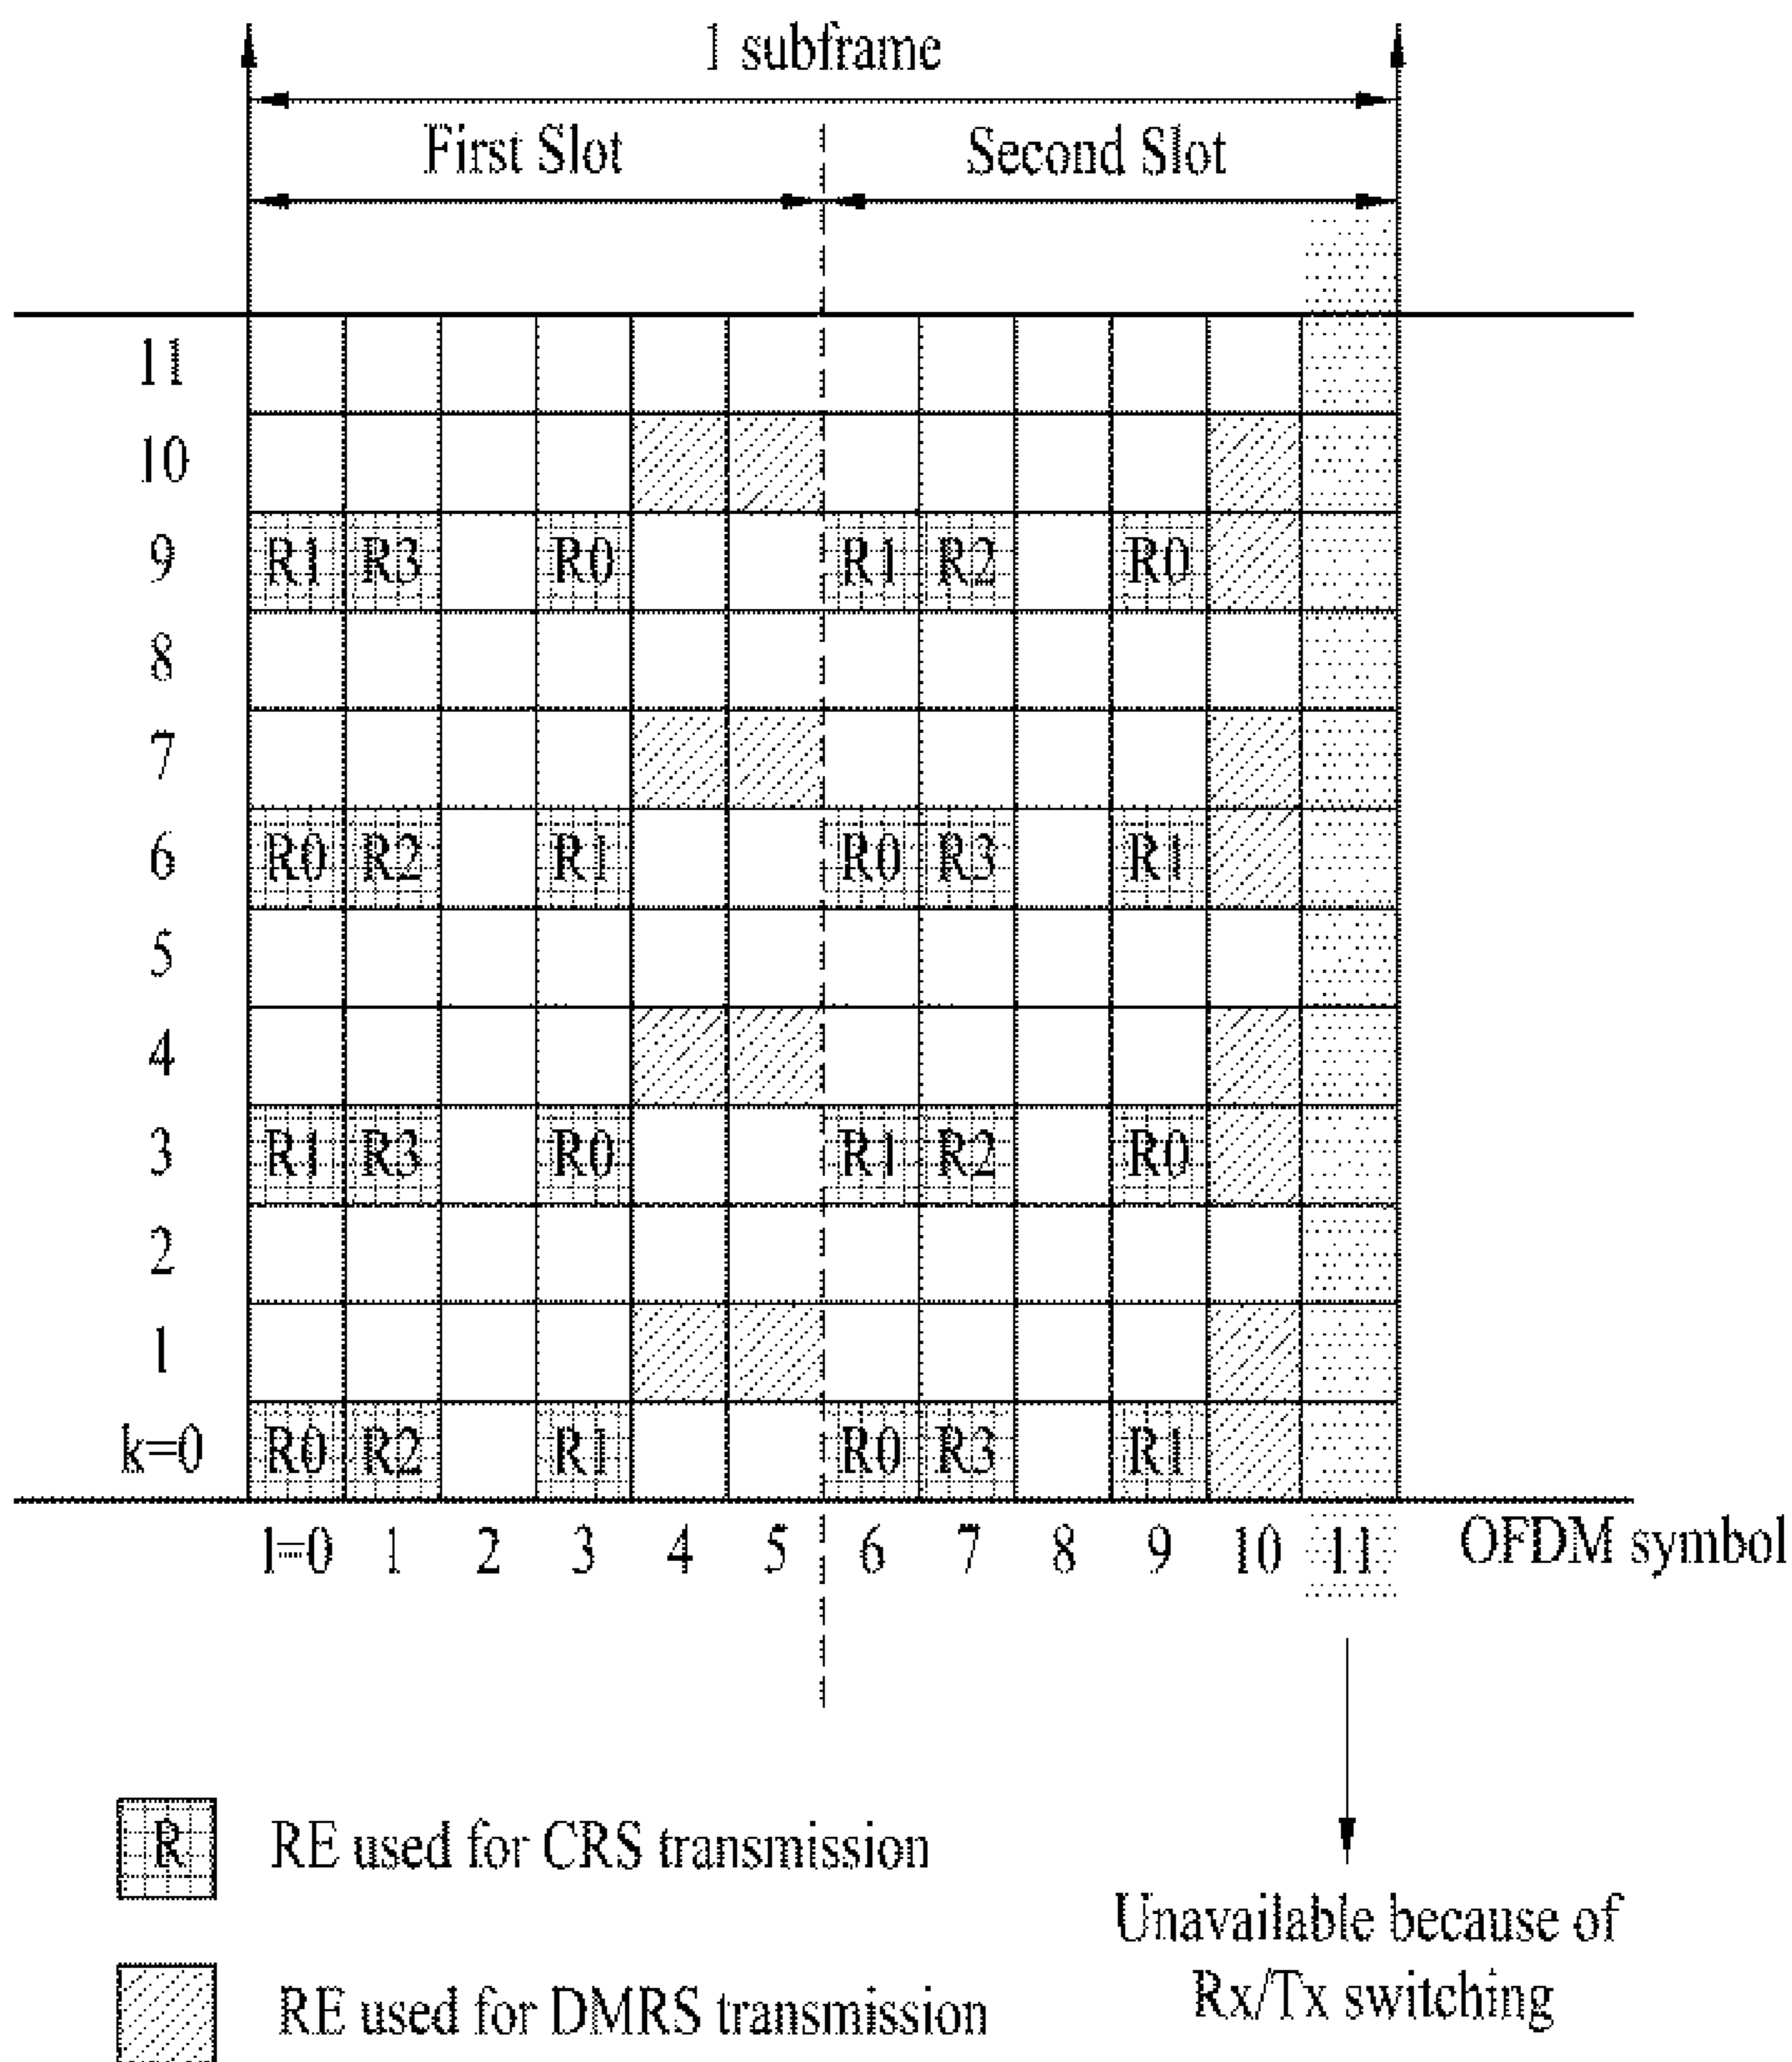 1 subframe
First Slot Second Slot
11
10
9 R1 R3 R0 R1 R2 R0
8
7
6 R0 R2 R1 R0 R3 R1
5
4
3 R1 R3 R0 R1 R2 R0
2
1
k=0 R0 R2 R1 R0 R3 R1
l=0 1 2 3 4 5 6 7 8 9 10 11 OFDM symbol
R RE used for CRS transmission
RE used for DMRS transmission
Unavailable because of
Rx/Tx switching